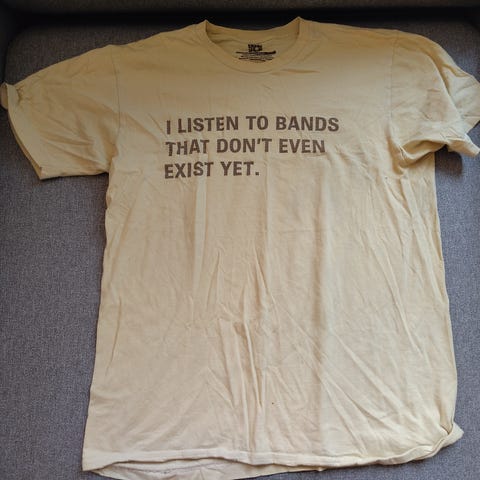 I LISTEN TO BANDS
THAT DON'T EVEN
EXIST YET.